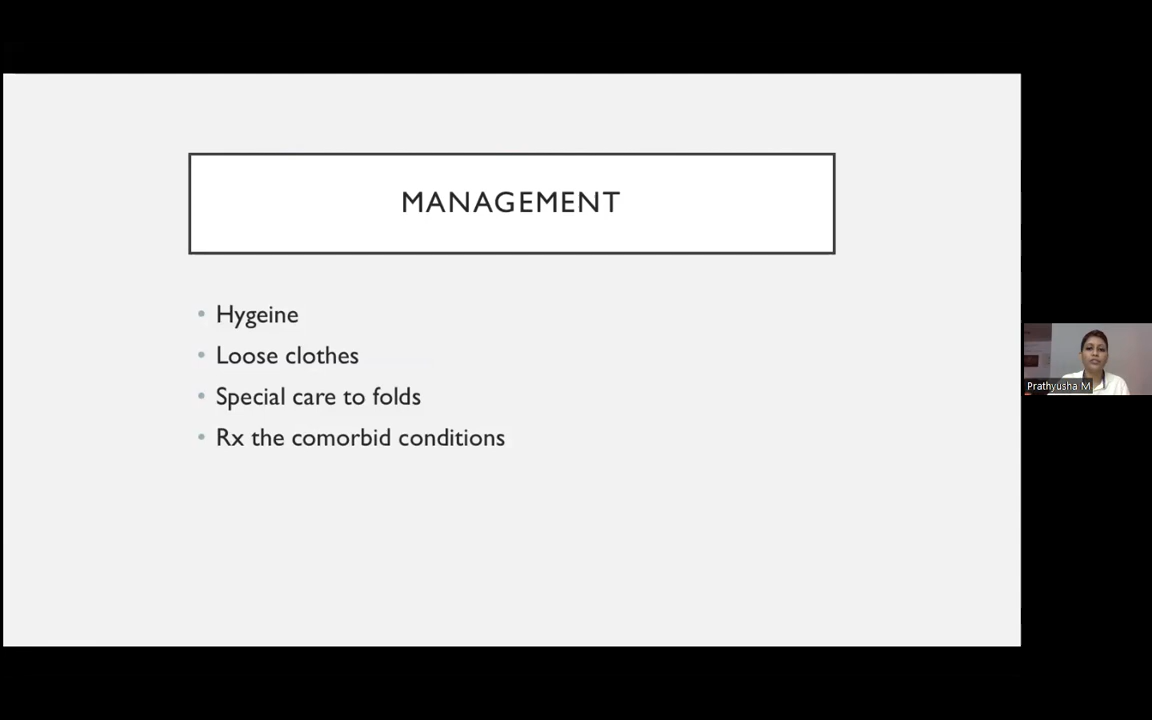 MANAGEMENT
• Hygeine
• Loose clothes
• Special care to folds
• Rx the comorbid conditions
Prathyusha M